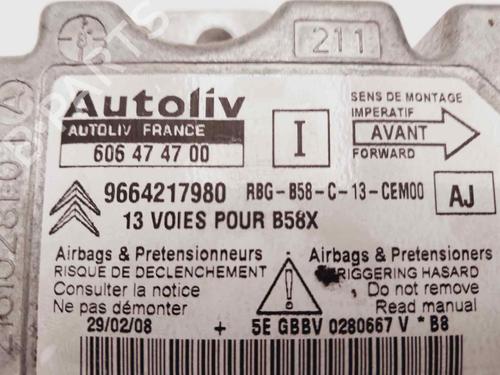 211
Autoliv
AUTOLIV FRANCE
606 47 47 00
I
SENS DE MONTAGE
IMPERATIF
AVANT
FORWARD
9664217980 RBG-B58-C-13-CEM00 AJ
13 VOIES POUR B58X
Airbags & Pretensionneurs
RISQUE DE DECLENCHEMENT
Consulter la notice
Ne pas démonter
Airbags & Pretensioners
TRIGGERING HASARD
Do not remove
Read manual
29/02/08 + 5E GBBV 0280667 V * B8